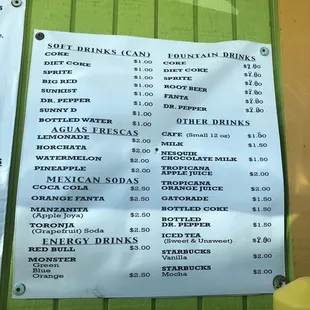 SOFT DRINKS (CAN)
COKE $1.00
DIET COKE $1.00
SPRITE $1.00
BIG RED $1.00
SUNKIST $1.00
DR. PEPPER $1.00
SUNNY D $1.00
BOTTLED WATER $1.00
AGUAS FRESCAS
LEMONADE $2.00
HORCHATA $2.00
WATERMELON $2.00
PINEAPPLE $2.00
MEXICAN SODAS
COCA COLA $2.50
ORANGE FANTA $2.50
MANZANITA
(Apple Joya) $2.50
TORONJA
(Grapefruit) Soda $2.50
ENERGY DRINKS
RED BULL $3.00
MONSTER
Green
Blue
Orange $2.50
FOUNTAIN DRINKS
COKE
DIET COKE
SPRITE
ROOT BEER
FANTA
DR. PEPPER
OTHER DRINKS
CAFE (Small 12 oz)
MILK $1.50
NESQUIK
CHOCOLATE MILK $1.50
TROPICANA
APPLE JUICE $2.00
TROPICANA
ORANGE JUICE $2.00
GATORADE $1.50
BOTTLED COKE $1.50
BOTTLED
DR. PEPPER $1.50
ICED TEA
(Sweet & Unsweet)
STARBUCKS
Vanilla $2.00
STARBUCKS
Mocha $2.00